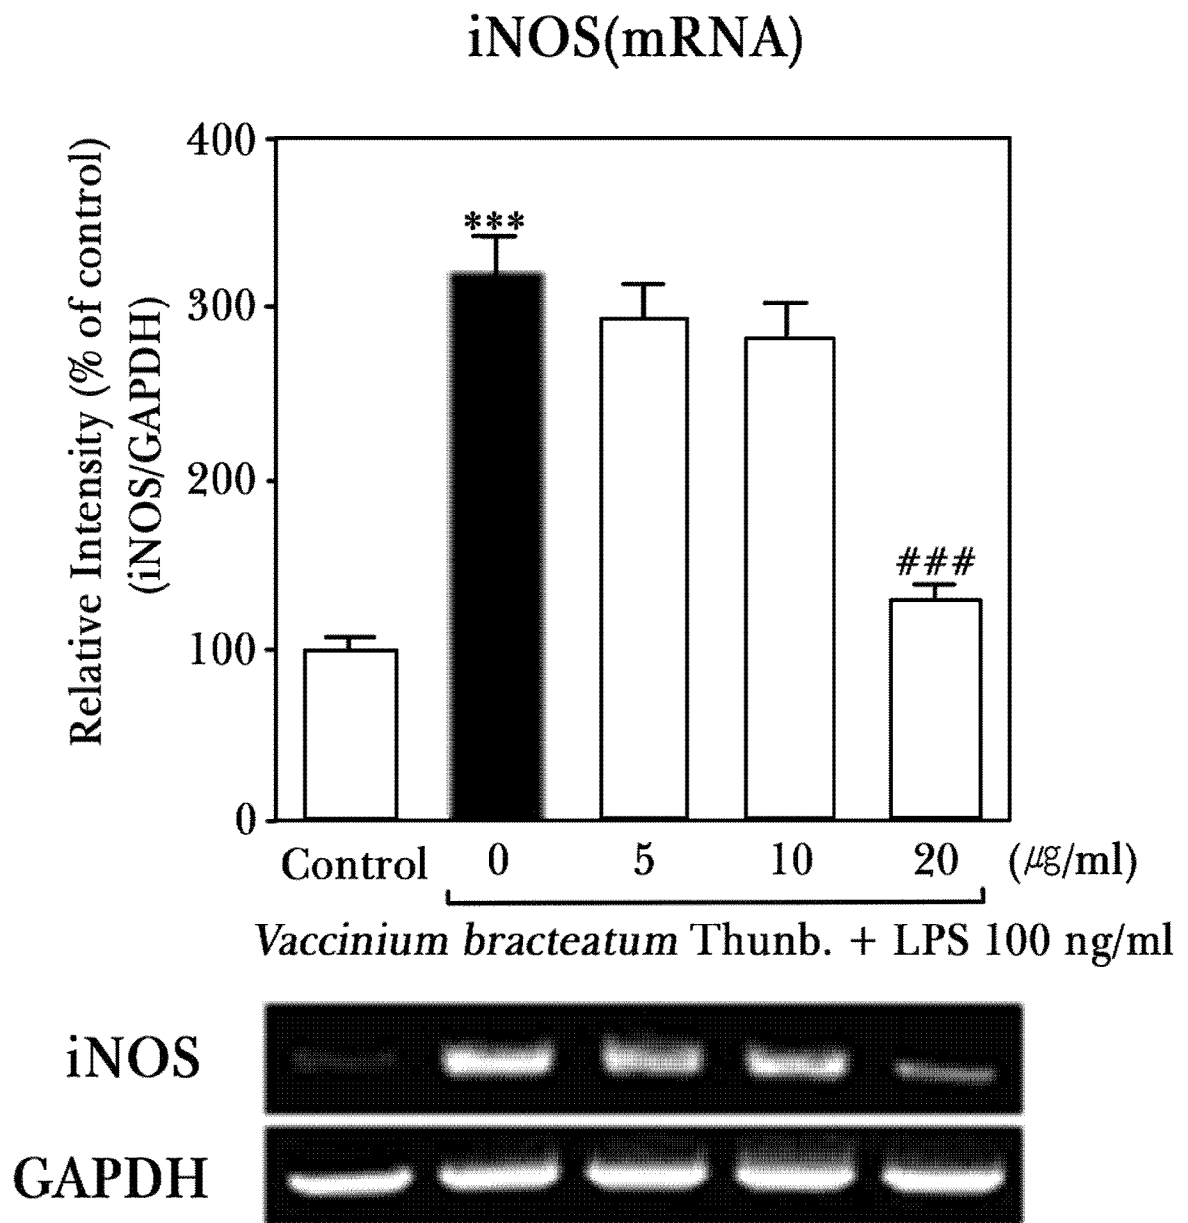 iNOS(mRNA)
Relative Intensity (% of control)
(iNOS/GAPDH)
400
300
200
100
0
***
###
Control 0 5 10 20 (㎍/ml)
Vaccinium bracteatum Thunb. + LPS 100 ng/ml
iNOS
GAPDH